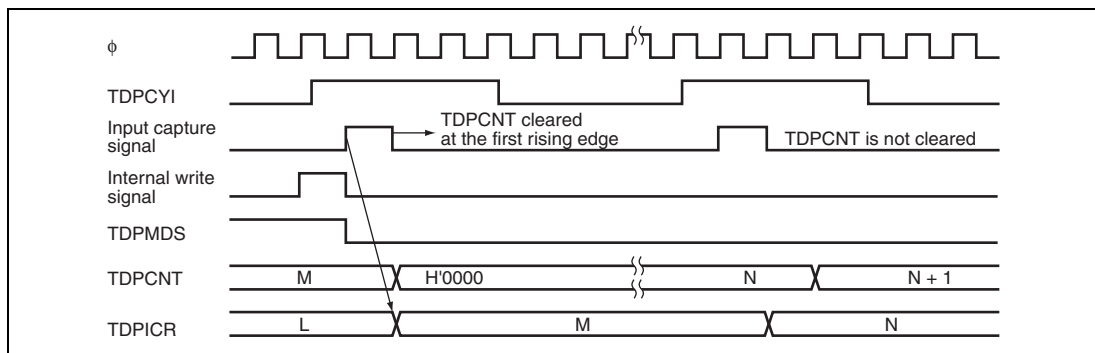 ϕ
TDPCYI
Input capture
signal
TDPCNT cleared
at the first rising edge
TDPCNT is not cleared
Internal write
signal
TDPMDS
TDPCNT
M
H'0000
N
N + 1
TDPICR
L
M
N